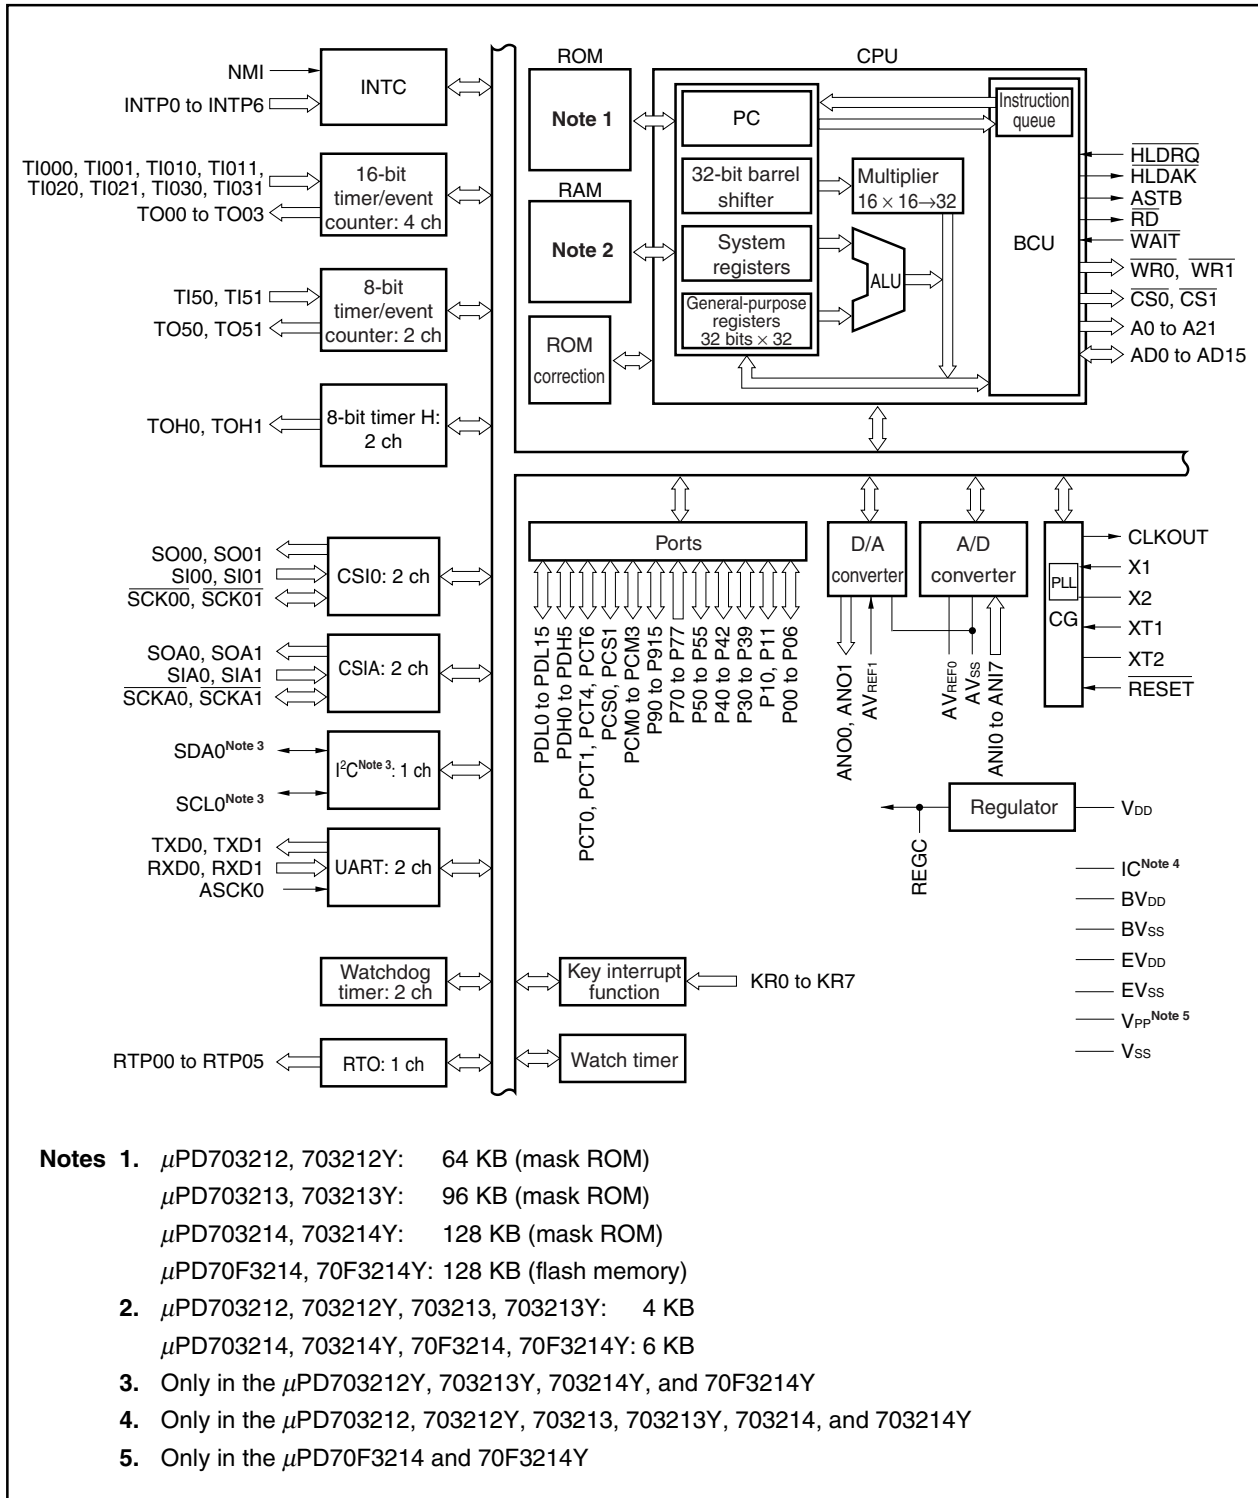 NMI
INTP0 to INTP6
INTC
TI000, TI001, TI010, TI011,
TI020, TI021, TI030, TI031
TO00 to TO03
16-bit
timer/event
counter: 4 ch
TI50, TI51
TO50, TO51
8-bit
timer/event
counter: 2 ch
TOH0, TOH1
8-bit timer H:
2 ch
SO00, SO01
SI00, SI01
SCK00, SCK01
CSI0: 2 ch
SOA0, SOA1
SIA0, SIA1
SCKA0, SCKA1
CSIA: 2 ch
SDA0Note 3
SCL0Note 3
I²CNote 3: 1 ch
TXD0, TXD1
RXD0, RXD1
ASCK0
UART: 2 ch
Watchdog
timer: 2 ch
RTP00 to RTP05
RTO: 1 ch
ROM
Note 1
RAM
Note 2
ROM
correction
CPU
PC
32-bit barrel
shifter
System
registers
General-purpose
registers
32 bits × 32
Multiplier
16 × 16→32
ALU
Instruction
queue
BCU
HLDRQ
HLDAK
ASTB
RD
WAIT
WR0, WR1
CS0, CS1
A0 to A21
AD0 to AD15
Ports
PDL0 to PDL15
PDH0 to PDH5
PCT0, PCT1, PCT4, PCT6
PCS0, PCS1
PCM0 to PCM3
P90 to P915
P70 to P77
P50 to P55
P40 to P42
P30 to P39
P10, P11
P00 to P06
D/A
converter
ANO0, ANO1
AVREF1
A/D
converter
AVREF0
AVSS
ANI0 to ANI7
PLL
CG
CLKOUT
X1
X2
XT1
XT2
RESET
Regulator
REGC
VDD
ICNote 4
BVDD
BVSS
EVDD
EVSS
VPPNote 5
VSS
Key interrupt
function
KR0 to KR7
Watch timer
Notes 1. μPD703212, 703212Y: 64 KB (mask ROM)
μPD703213, 703213Y: 96 KB (mask ROM)
μPD703214, 703214Y: 128 KB (mask ROM)
μPD70F3214, 70F3214Y: 128 KB (flash memory)
2. μPD703212, 703212Y, 703213, 703213Y: 4 KB
μPD703214, 703214Y, 70F3214, 70F3214Y: 6 KB
3. Only in the μPD703212Y, 703213Y, 703214Y, and 70F3214Y
4. Only in the μPD703212, 703212Y, 703213, 703213Y, 703214, and 703214Y
5. Only in the μPD70F3214 and 70F3214Y